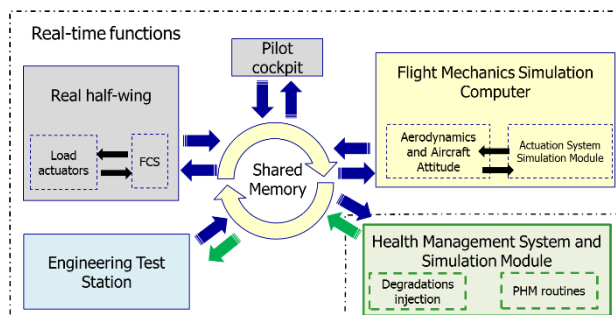 Real-time functions
Pilot
cockpit
Real half-wing
Load
actuators
FCS
Flight Mechanics Simulation
Computer
Aerodynamics
and Aircraft
Attitude
Actuation System
Simulation Module
Shared
Memory
Engineering Test
Station
Health Management System and
Simulation Module
Degradations
injection
PHM routines